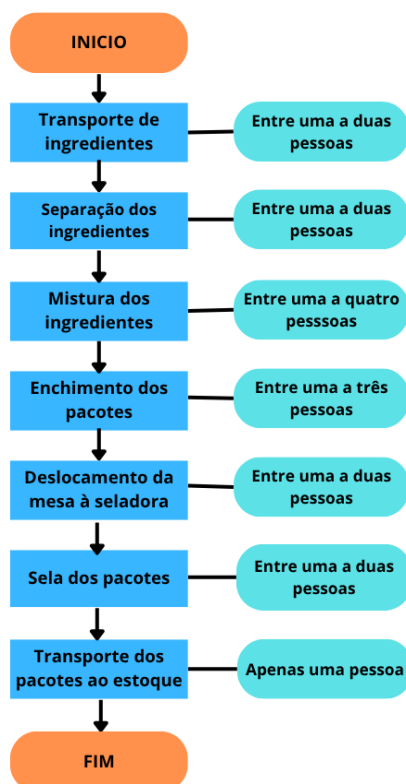 INICIO
Transporte de
ingredientes
Entre uma a duas
pessoas
Separação dos
ingredientes
Entre uma a duas
pessoas
Mistura dos
ingredientes
Entre uma a quatro
pesssoas
Enchimento dos
pacotes
Entre uma a três
pessoas
Deslocamento da
mesa à seladora
Entre uma a duas
pessoas
Sela dos pacotes
Entre uma a duas
pessoas
Transporte dos
pacotes ao estoque
Apenas uma pessoa
FIM